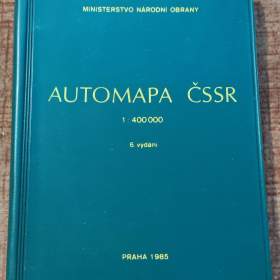 MINISTERSTVO NÁRODNÍ OBRANY
AUTOMAPA ČSSR
1 : 400 000
6. vydání
PRAHA 1985